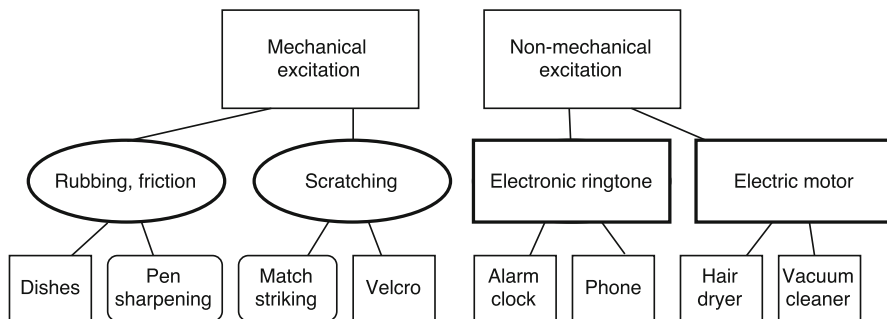 Mechanical
excitation
Non-mechanical
excitation
Rubbing, friction
Scratching
Electronic ringtone
Electric motor
Dishes
Pen
sharpening
Match
striking
Velcro
Alarm
clock
Phone
Hair
dryer
Vacuum
cleaner